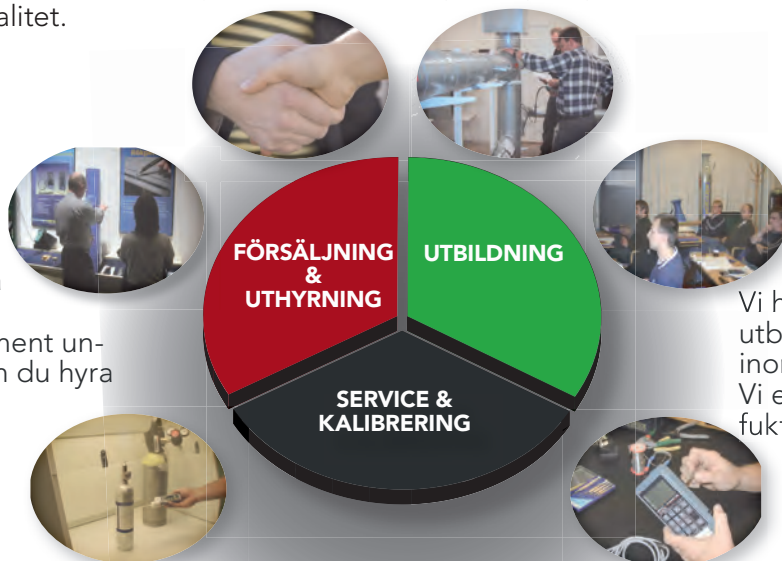 alitet.
FÖRSÄLJNING
&
UTHYRNING
UTBILDNING
SERVICE &
KALIBRERING
ment un-
du hyra
Vi h
utb
inor
Vi e
fukt